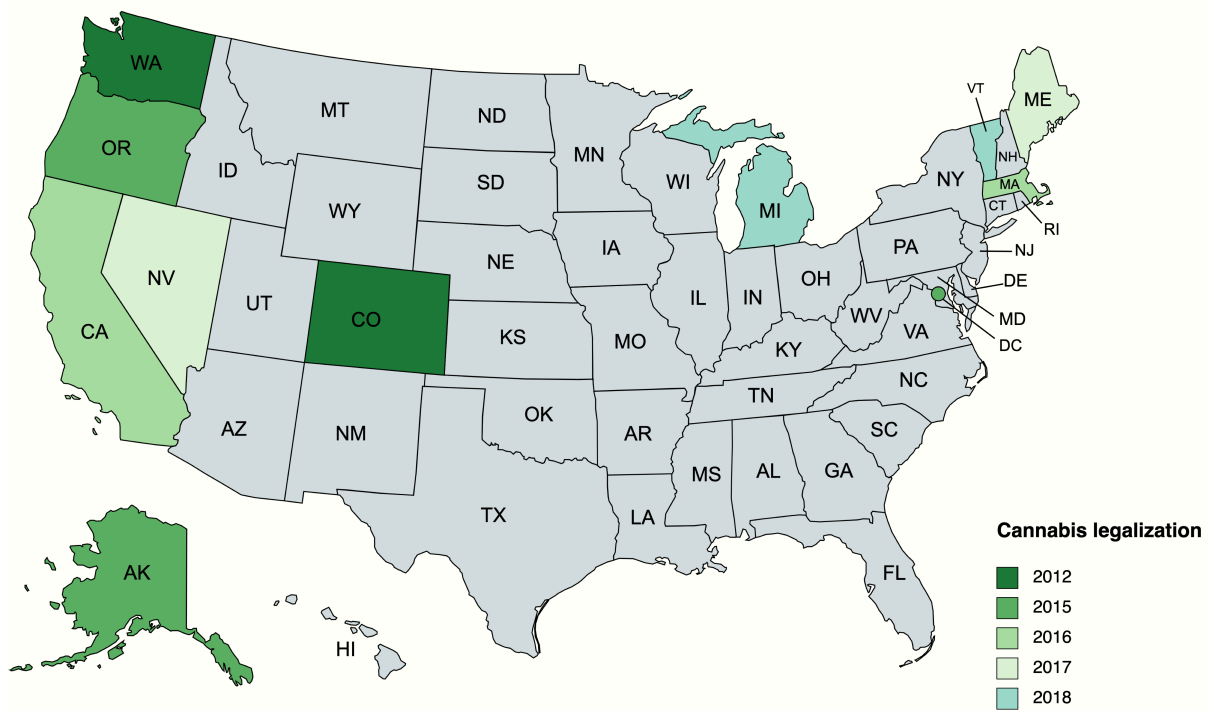 WA
VT
ME
MT
ND
OR
MN
NH
ID
SD
WI
NY
MA
WY
MI
CT
RI
IA
PA
NJ
NE
NV
OH
DE
UT
IL
IN
WV
MD
CO
CA
KS
MO
VA
DC
KY
NC
TN
OK
AZ
NM
AR
SC
MS
AL
GA
TX
LA
Cannabis legalization
AK
FL
2012
2015
2016
HI
2017
2018